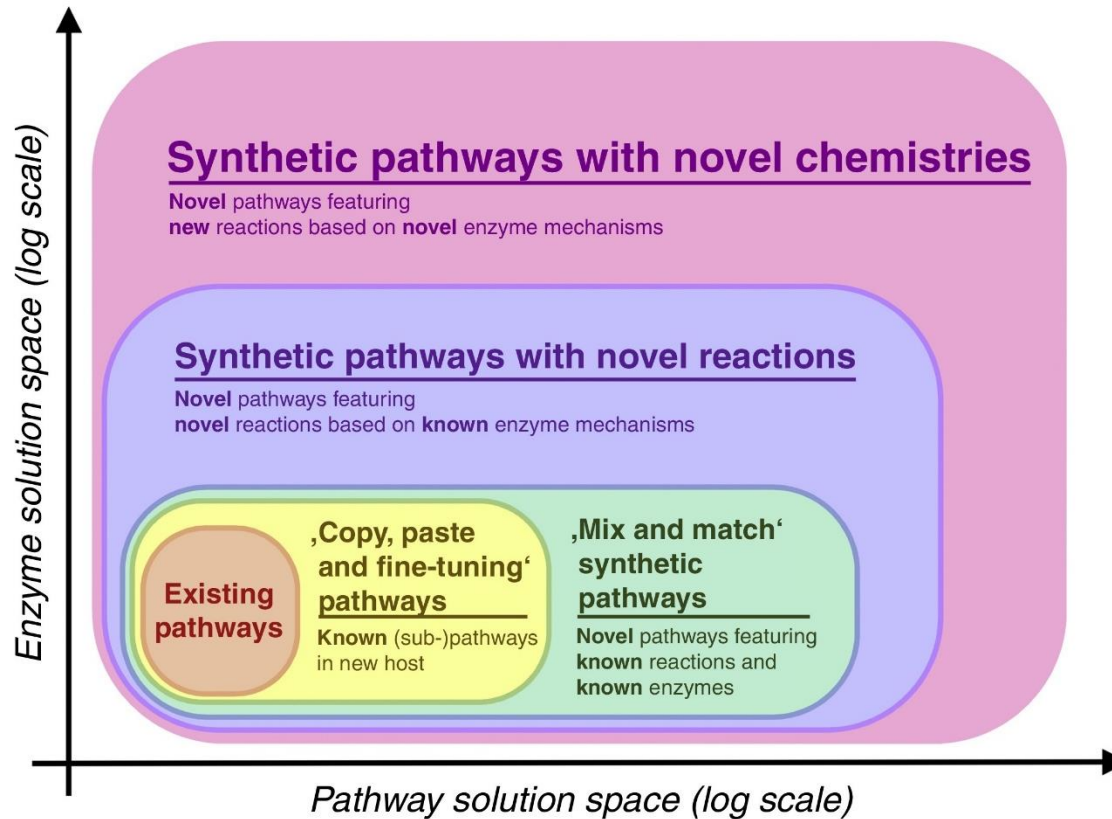 Enzyme solution space (log scale)
Synthetic pathways with novel chemistries
Novel pathways featuring
new reactions based on novel enzyme mechanisms
Synthetic pathways with novel reactions
Novel pathways featuring
novel reactions based on known enzyme mechanisms
Existing
pathways
‚Copy, paste
and fine-tuning‘
pathways
Known (sub-)pathways
in new host
‚Mix and match‘
synthetic
pathways
Novel pathways featuring
known reactions and
known enzymes
Pathway solution space (log scale)